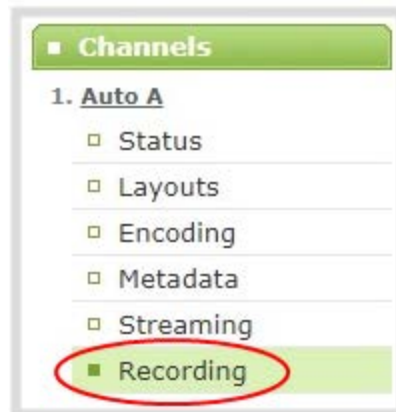 Channels
1. Auto A
Status
Layouts
Encoding
Metadata
Streaming
Recording